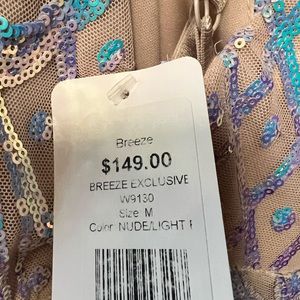 Breeze
$149.00
BREEZE EXCLUSIVE
W9130
Size: M
Color: NUDE/LIGHT